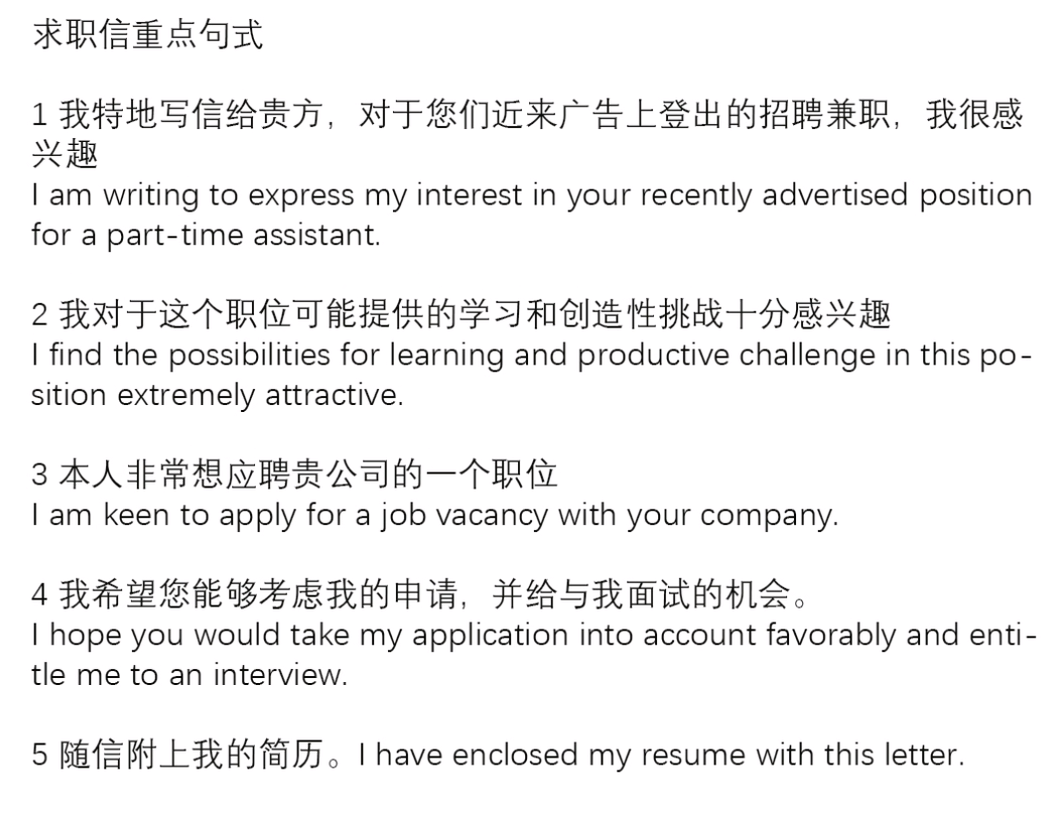 求职信重点句式
1 我特地写信给贵方，对于您们近来广告上登出的招聘兼职，我很感
兴趣
I am writing to express my interest in your recently advertised position
for a part-time assistant.
2 我对于这个职位可能提供的学习和创造性挑战十分感兴趣
I find the possibilities for learning and productive challenge in this po-
sition extremely attractive.
3 本人非常想应聘贵公司的一个职位
I am keen to apply for a job vacancy with your company.
4 我希望您能够考虑我的申请，并给与我面试的机会。
I hope you would take my application into account favorably and enti-
tle me to an interview.
5 随信附上我的简历。I have enclosed my resume with this letter.